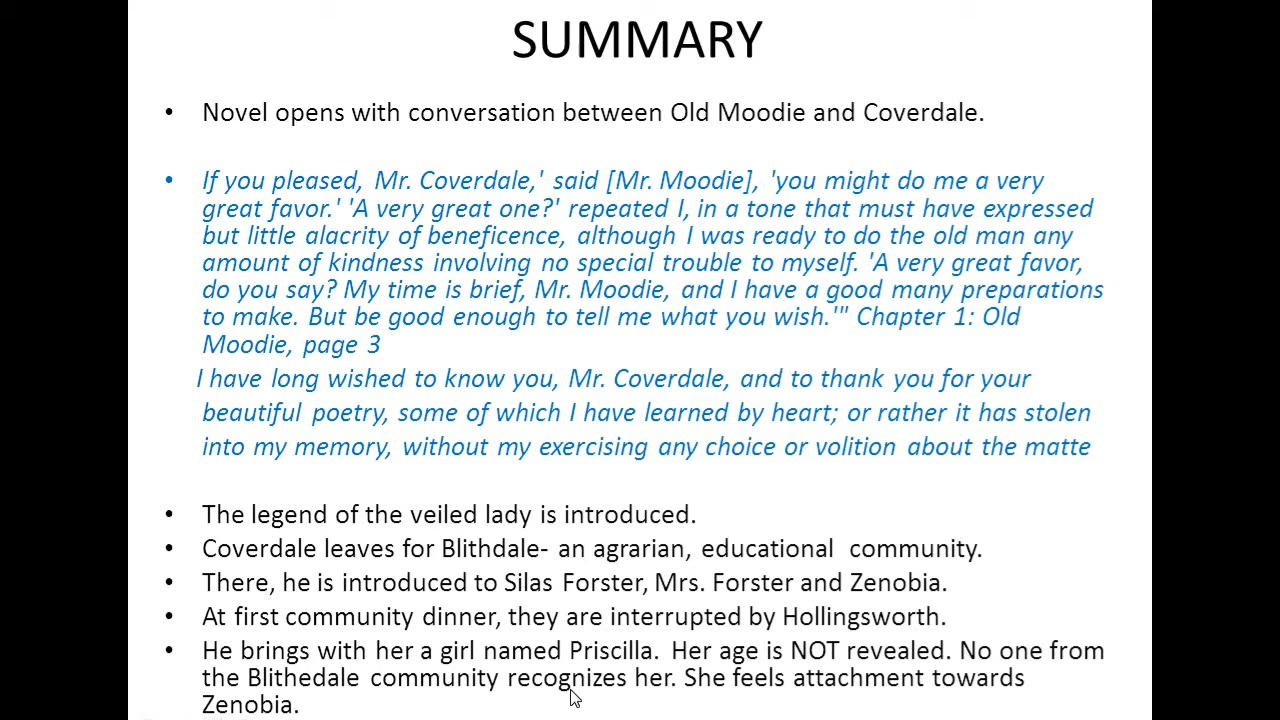 SUMMARY
• Novel opens with conversation between Old Moodie and Coverdale.
• If you pleased, Mr. Coverdale,' said [Mr. Moodie], 'you might do me a very
great favor.' 'A very great one?' repeated I, in a tone that must have expressed
but little alacrity of beneficence, although I was ready to do the old man any
amount of kindness involving no special trouble to myself. 'A very great favor,
do you say? My time is brief, Mr. Moodie, and I have a good many preparations
to make. But be good enough to tell me what you wish.'" Chapter 1: Old
Moodie, page 3
I have long wished to know you, Mr. Coverdale, and to thank you for your
beautiful poetry, some of which I have learned by heart; or rather it has stolen
into my memory, without my exercising any choice or volition about the matte
• The legend of the veiled lady is introduced.
• Coverdale leaves for Blithdale- an agrarian, educational community.
• There, he is introduced to Silas Forster, Mrs. Forster and Zenobia.
• At first community dinner, they are interrupted by Hollingsworth.
• He brings with her a girl named Priscilla. Her age is NOT revealed. No one from
the Blithedale community recognizes her. She feels attachment towards
Zenobia.